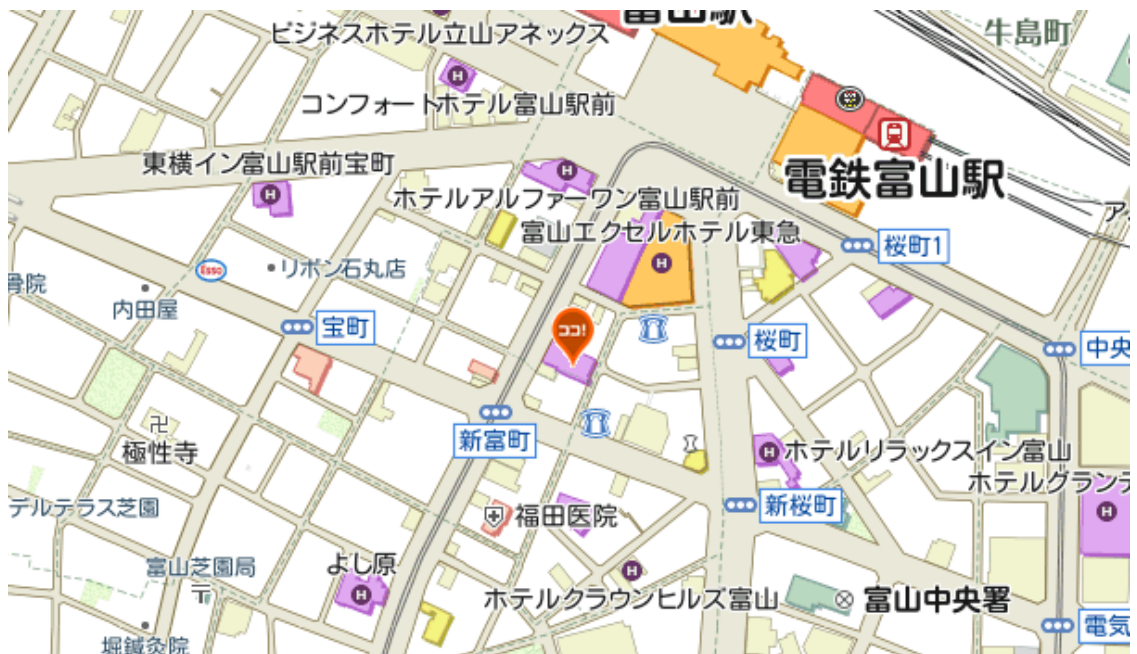 富山駅
牛島町
ビジネスホテル立山アネックス
コンフォートホテル富山駅前
東横イン富山駅前宝町
電鉄富山駅
ホテルアルファーワン富山駅前
富山エクセルホテル東急
桜町1
骨院
Esso
リボン石丸店
内田屋
宝町
ココ!
桜町
中央
新富町
極性寺
ホテルリラックスイン富山
ホテルグランテ
デルテラス芝園
福田医院
新桜町
富山芝園局
よし原
ホテルクラウンヒルズ富山
富山中央署
電気
堀鍼灸院